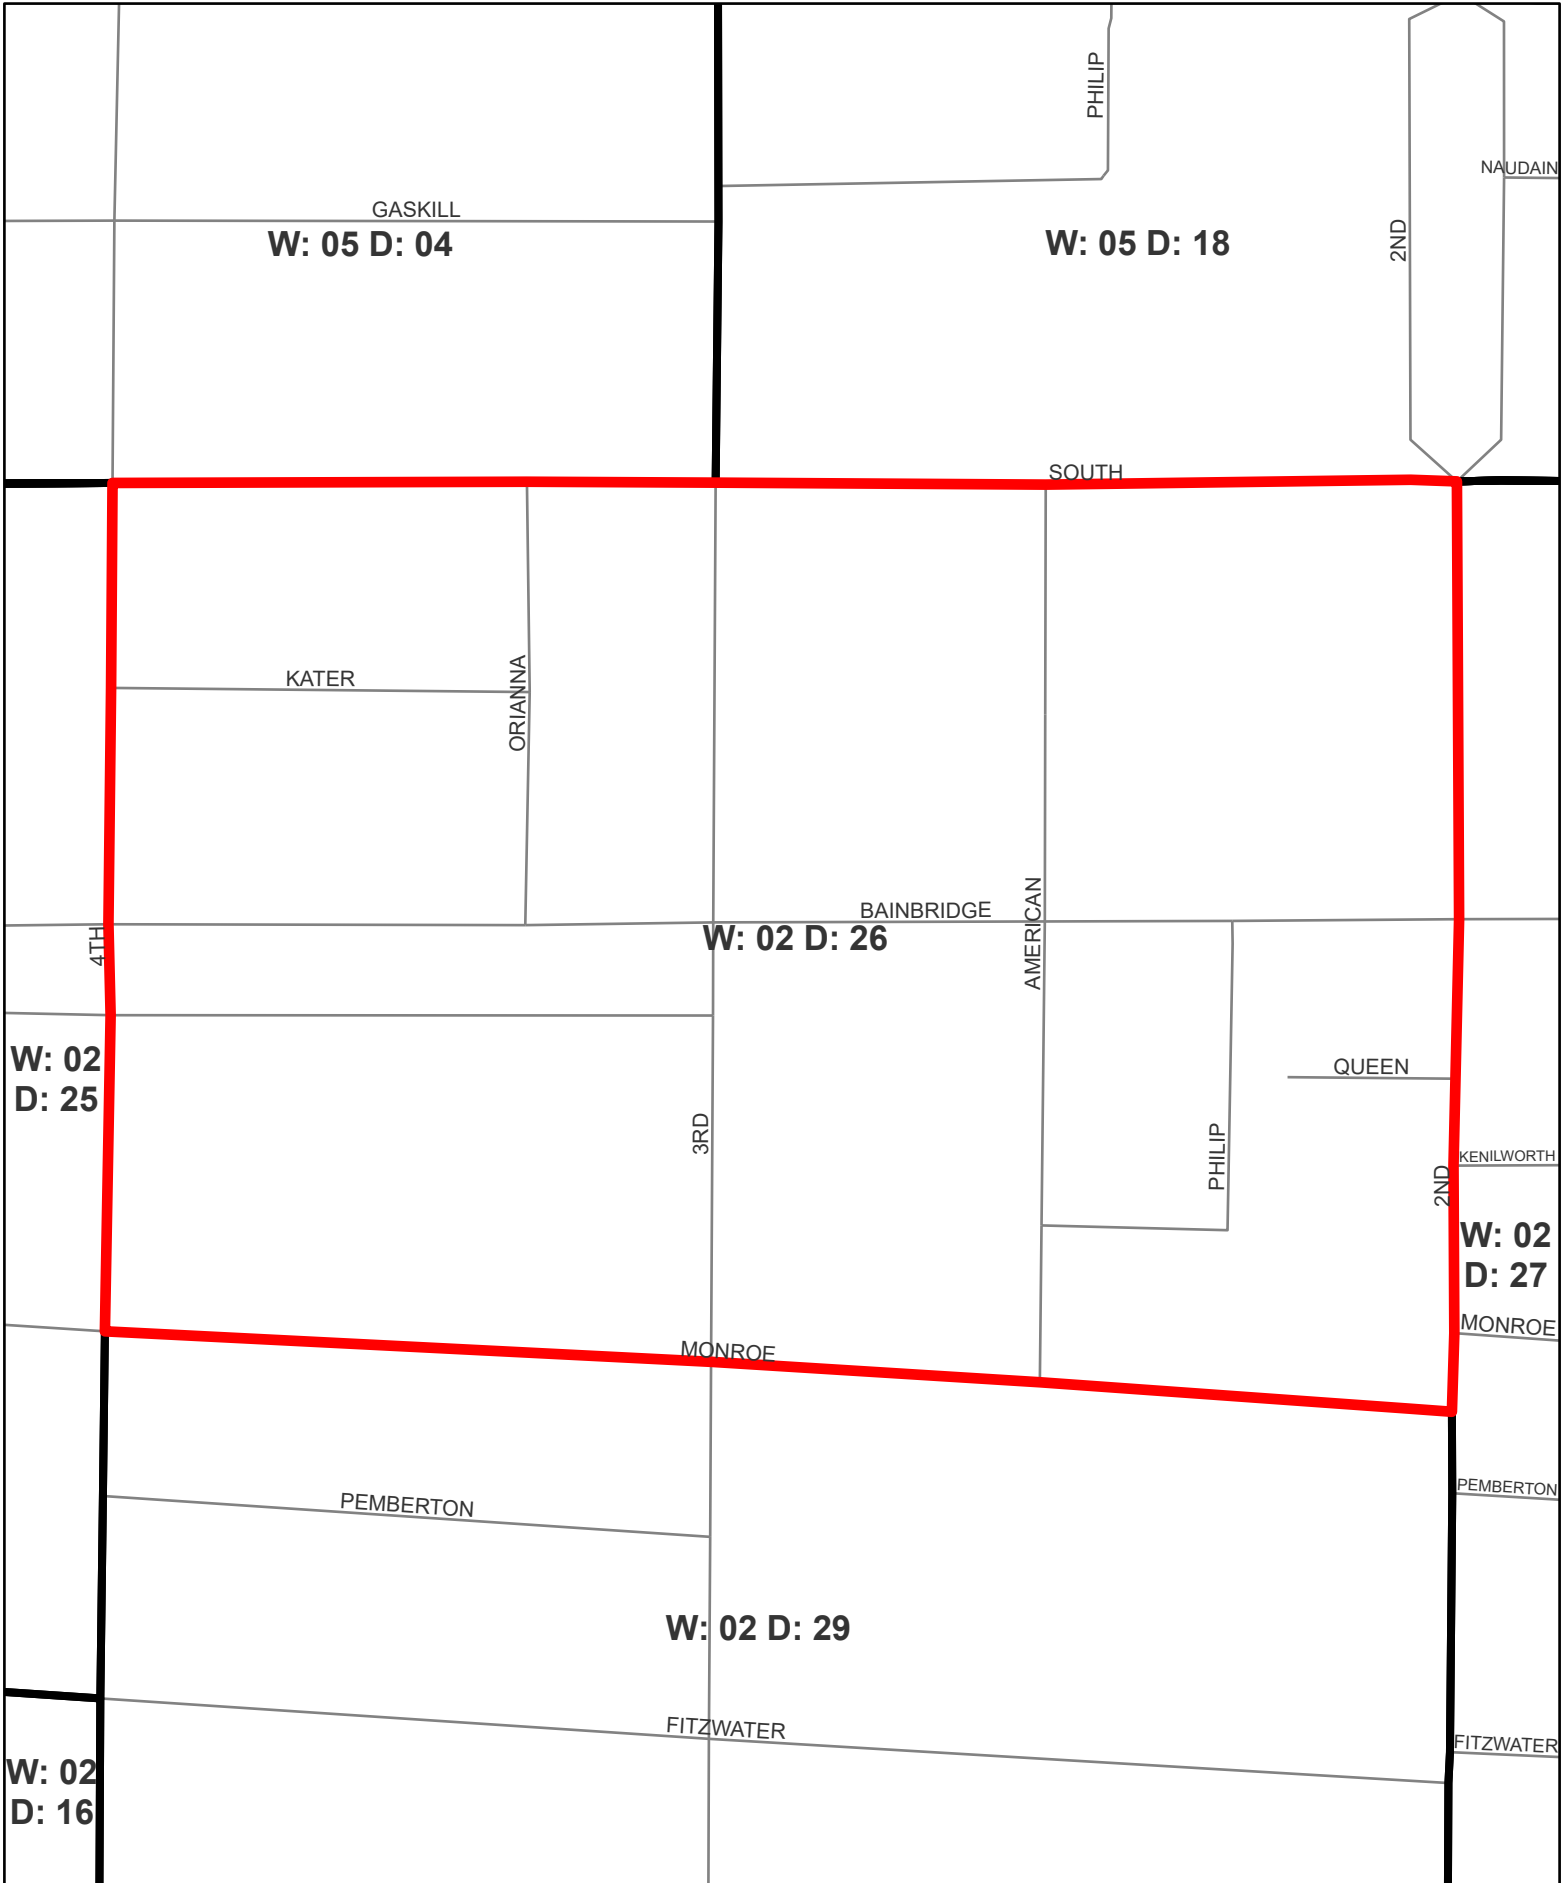 PHILIP
NAUDAIN
GASKILL
2ND
W: 05 D: 04
W: 05 D: 18
SOUTH
KATER
ORIANNA
BAINBRIDGE
AMERICAN
4TH
W: 02 D: 26
W: 02
D: 25
QUEEN
3RD
PHILIP
KENILWORTH
2ND
W: 02
D: 27
MONROE
MONROE
PEMBERTON
PEMBERTON
W: 02 D: 29
FITZWATER
FITZWATER
W: 02
D: 16